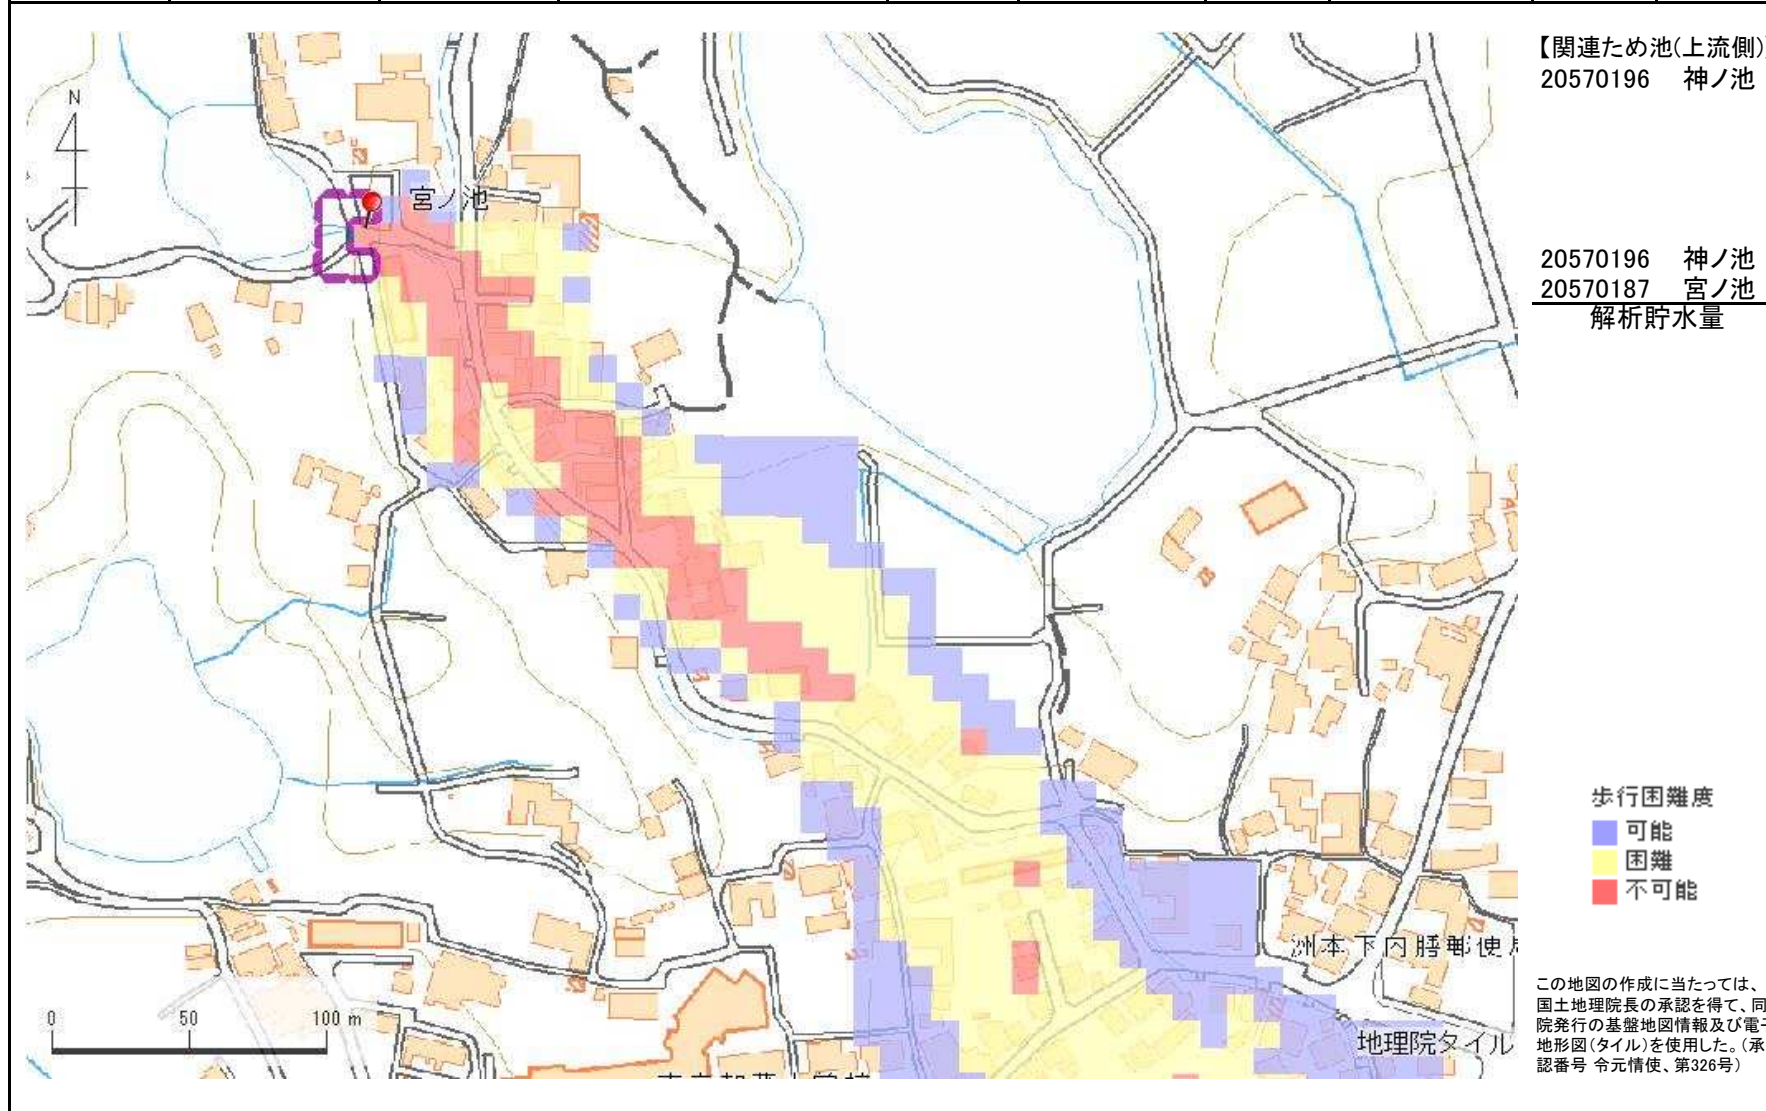 【関連ため池(上流側)】
20570196 神ノ池
N
宮ノ池
20570196 神ノ池
20570187 宮ノ池
解析貯水量
歩行困難度
可能
困難
不可能
洲本下内膳郵便
この地図の作成に当たっては、
国土地理院長の承認を得て、同
院発行の基盤地図情報及び電子
地形図(タイル)を使用した。(承
認番号 令元情使、第326号)
0 50 100 m
地理院タイル